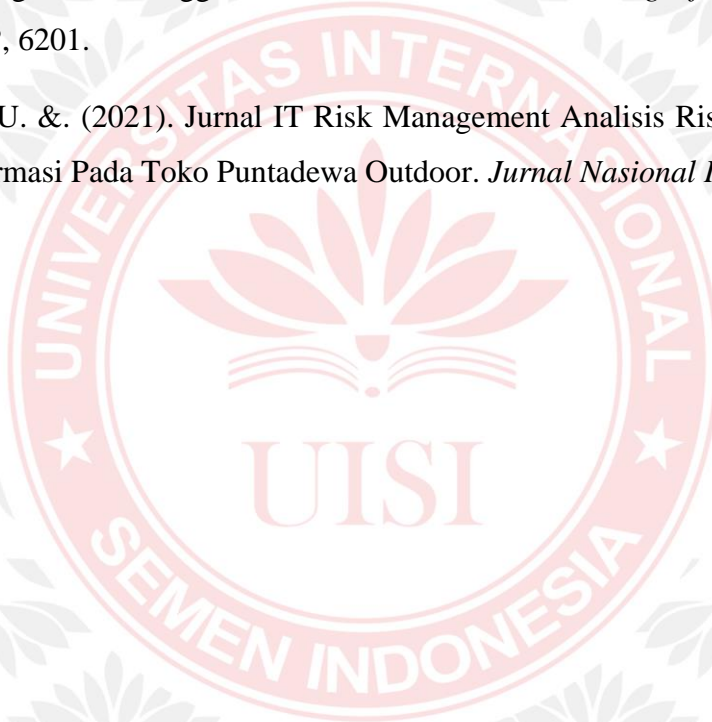 , 6201.
U. &. (2021). Jurnal IT Risk Management Analisis Ris
rmasi Pada Toko Puntadewa Outdoor. Jurnal Nasional
UNIVERSITAS INTERNASIONAL
UISI
SEMEN INDONESIA